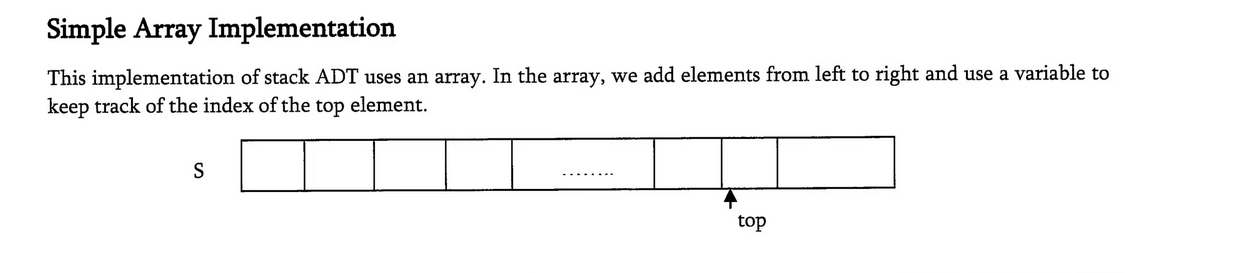 Simple Array Implementation
This implementation of stack ADT uses an array. In the array, we add elements from left to right and use a variable to
keep track of the index of the top element.
S
........
top